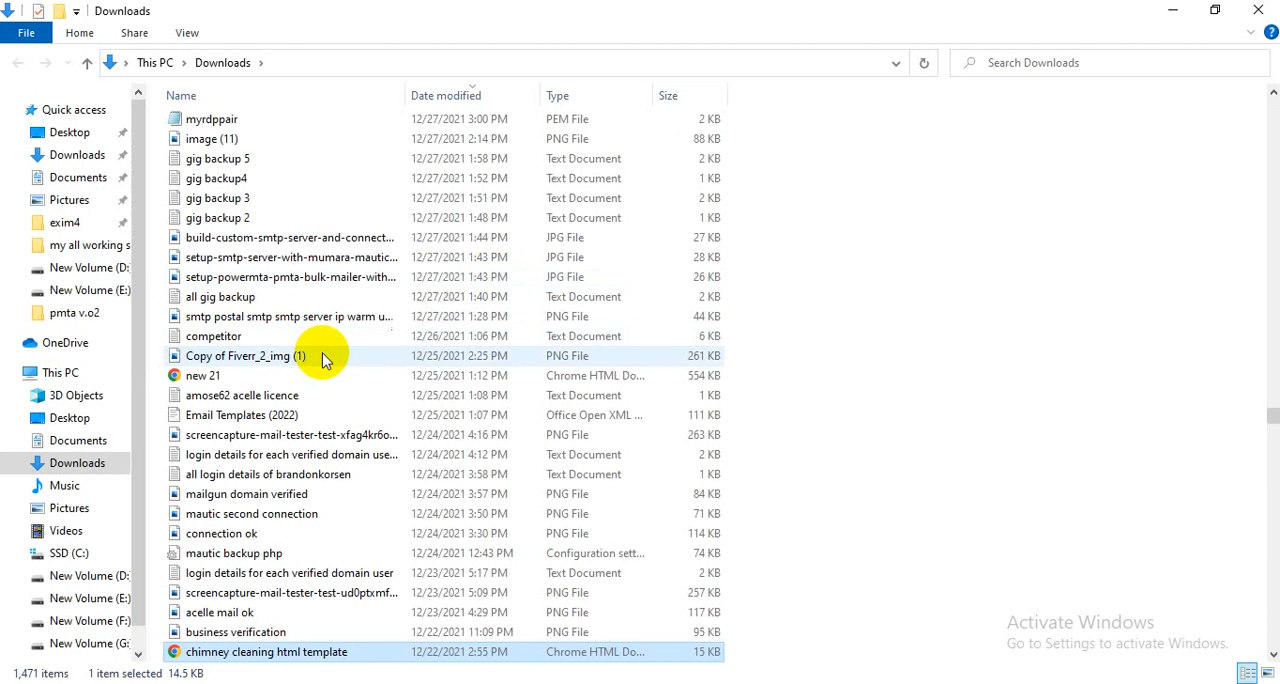 Downloads
File Home Share View
This PC > Downloads > Search Downloads
Quick access
Desktop
Downloads
Documents
Pictures
exim4
my all working s
New Volume (D:
New Volume (E:)
pmta v.o2
OneDrive
This PC
3D Objects
Desktop
Documents
Downloads
Music
Pictures
Videos
SSD (C:)
New Volume (D:
New Volume (E:)
New Volume (F:)
New Volume (G:
Name Date modified Type Size
myrdppair 12/27/2021 3:00 PM PEM File 2 KB
image (11) 12/27/2021 2:14 PM PNG File 88 KB
gig backup 5 12/27/2021 1:58 PM Text Document 2 KB
gig backup4 12/27/2021 1:52 PM Text Document 1 KB
gig backup 3 12/27/2021 1:51 PM Text Document 2 KB
gig backup 2 12/27/2021 1:48 PM Text Document 1 KB
build-custom-smtp-server-and-connect... 12/27/2021 1:44 PM JPG File 27 KB
setup-smtp-server-with-mumara-mautic... 12/27/2021 1:43 PM JPG File 28 KB
setup-powermta-pmta-bulk-mailer-with... 12/27/2021 1:43 PM JPG File 26 KB
all gig backup 12/27/2021 1:40 PM Text Document 2 KB
smtp postal smtp smtp server ip warm u... 12/27/2021 1:28 PM PNG File 44 KB
competitor 12/26/2021 1:06 PM Text Document 6 KB
Copy of Fiverr_2_img (1) 12/25/2021 2:25 PM PNG File 261 KB
new 21 12/25/2021 1:12 PM Chrome HTML Do... 554 KB
amose62 acelle licence 12/25/2021 1:08 PM Text Document 1 KB
Email Templates (2022) 12/25/2021 1:07 PM Office Open XML ... 111 KB
screencapture-mail-tester-test-xfag4kr6o... 12/24/2021 4:16 PM PNG File 263 KB
login details for each verified domain use... 12/24/2021 4:12 PM Text Document 2 KB
all login details of brandonkorsen 12/24/2021 3:58 PM Text Document 1 KB
mailgun domain verified 12/24/2021 3:57 PM PNG File 84 KB
mautic second connection 12/24/2021 3:50 PM PNG File 71 KB
connection ok 12/24/2021 3:30 PM PNG File 114 KB
mautic backup php 12/24/2021 12:43 PM Configuration sett... 74 KB
login details for each verified domain user 12/23/2021 5:17 PM Text Document 2 KB
screencapture-mail-tester-test-ud0ptxmf... 12/23/2021 5:09 PM PNG File 257 KB
acelle mail ok 12/23/2021 4:29 PM PNG File 117 KB
business verification 12/22/2021 11:09 PM PNG File 95 KB
chimney cleaning html template 12/22/2021 2:55 PM Chrome HTML Do... 15 KB
Activate Windows
Go to Settings to activate Windows.
1,471 items 1 item selected 14.5 KB